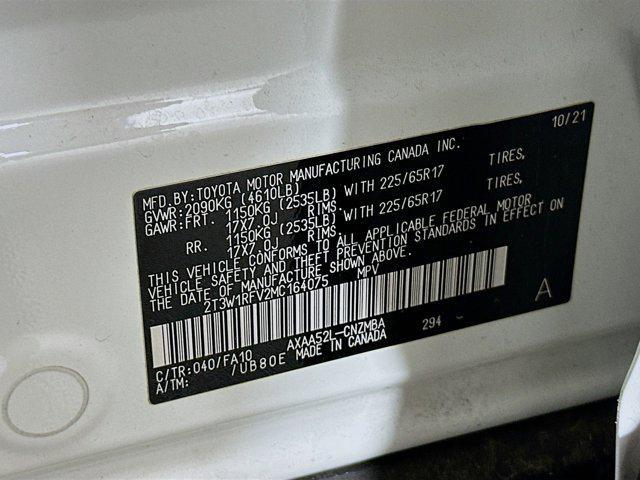 10/21
MFD.BY:TOYOTA MOTOR MANUFACTURING CANADA INC.
GVWR:2090KG (4610LB)
GAWR:FRT. 1150KG (2535LB) WITH 225/65R17 TIRES,
17X7.0J RIMS.
RR. 1150KG (2535LB) WITH 225/65R17 TIRES,
17X7.0J RIMS.
THIS VEHICLE CONFORMS TO ALL APPLICABLE FEDERAL MOTOR
VEHICLE SAFETY AND THEFT PREVENTION STANDARDS IN EFFECT ON
THE DATE OF MANUFACTURE SHOWN ABOVE.
2T3W1RFV2MC164075 MPV
A
AXAA52L-CNZMBA 294
C/TR:040/FA10 MADE IN CANADA
A/TM: /UB80E